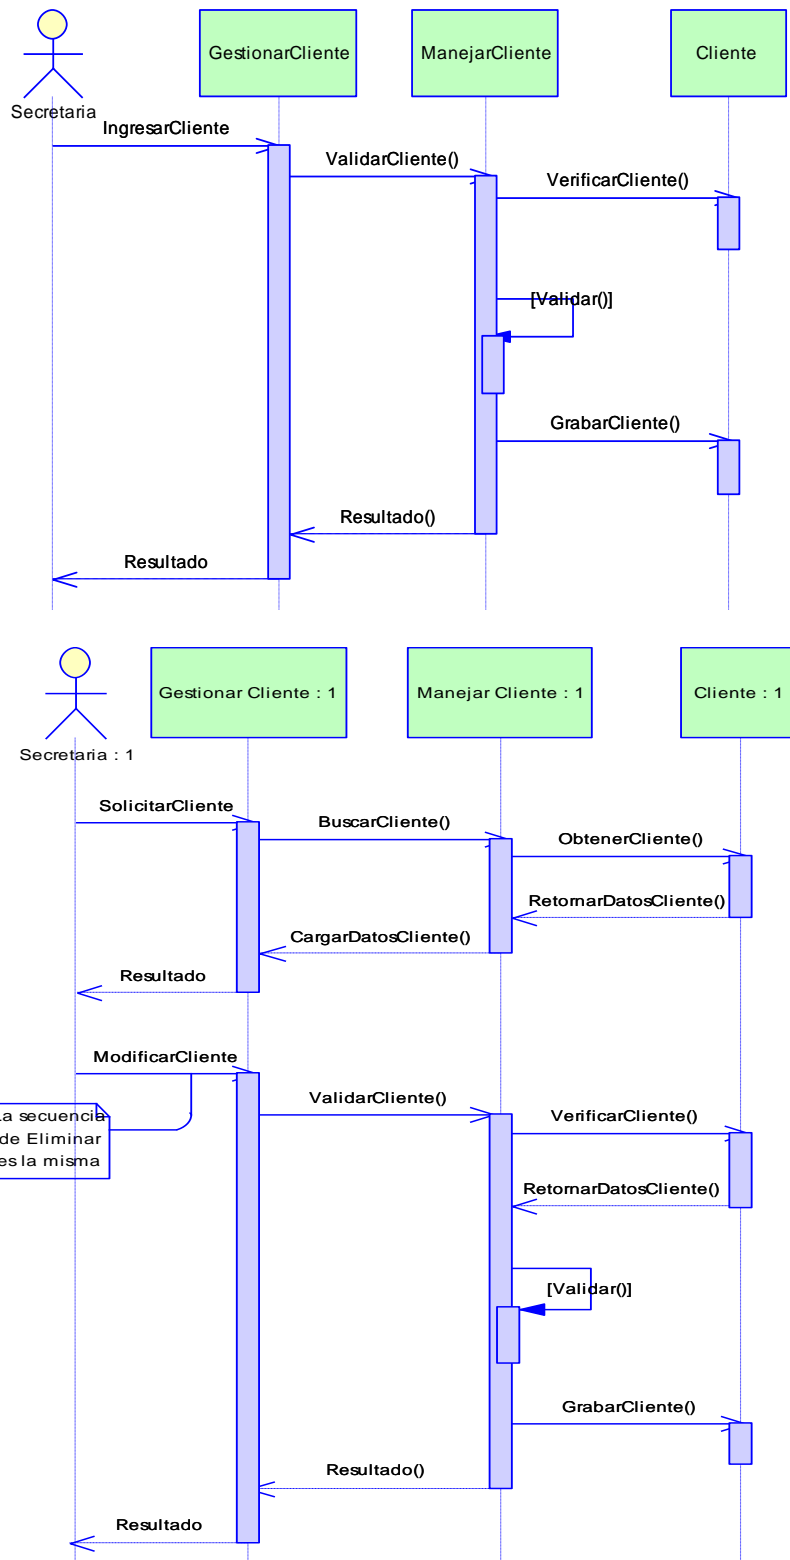 GestionarCliente
ManejarCliente
Cliente
Secretaria
IngresarCliente
ValidarCliente()
VerificarCliente()
[Validar()]
GrabarCliente()
Resultado()
Resultado
Gestionar Cliente : 1
Manejar Cliente : 1
Cliente : 1
Secretaria : 1
SolicitarCliente
BuscarCliente()
ObtenerCliente()
RetornarDatosCliente()
CargarDatosCliente()
Resultado
ModificarCliente
ValidarCliente()
La secuencia
de Eliminar
es la misma
VerificarCliente()
RetornarDatosCliente()
[Validar()]
GrabarCliente()
Resultado()
Resultado